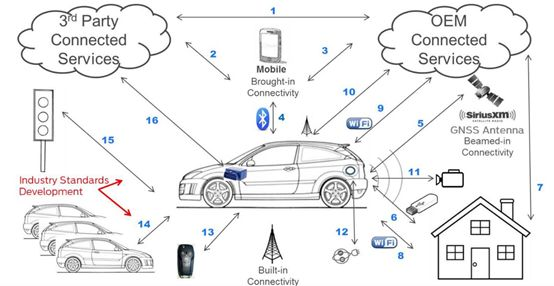 3rd Party
Connected
Services
1
OEM
Connected
Services
2
3
Mobile
Brought-in
Connectivity
4
10
9
WiFi
5
SiriusXM
SATELLITE RADIO
GNSS Antenna
Beamed-in
Connectivity
15
16
Industry Standards
Development
11
7
6
14
13
12
WiFi
8
Built-in
Connectivity